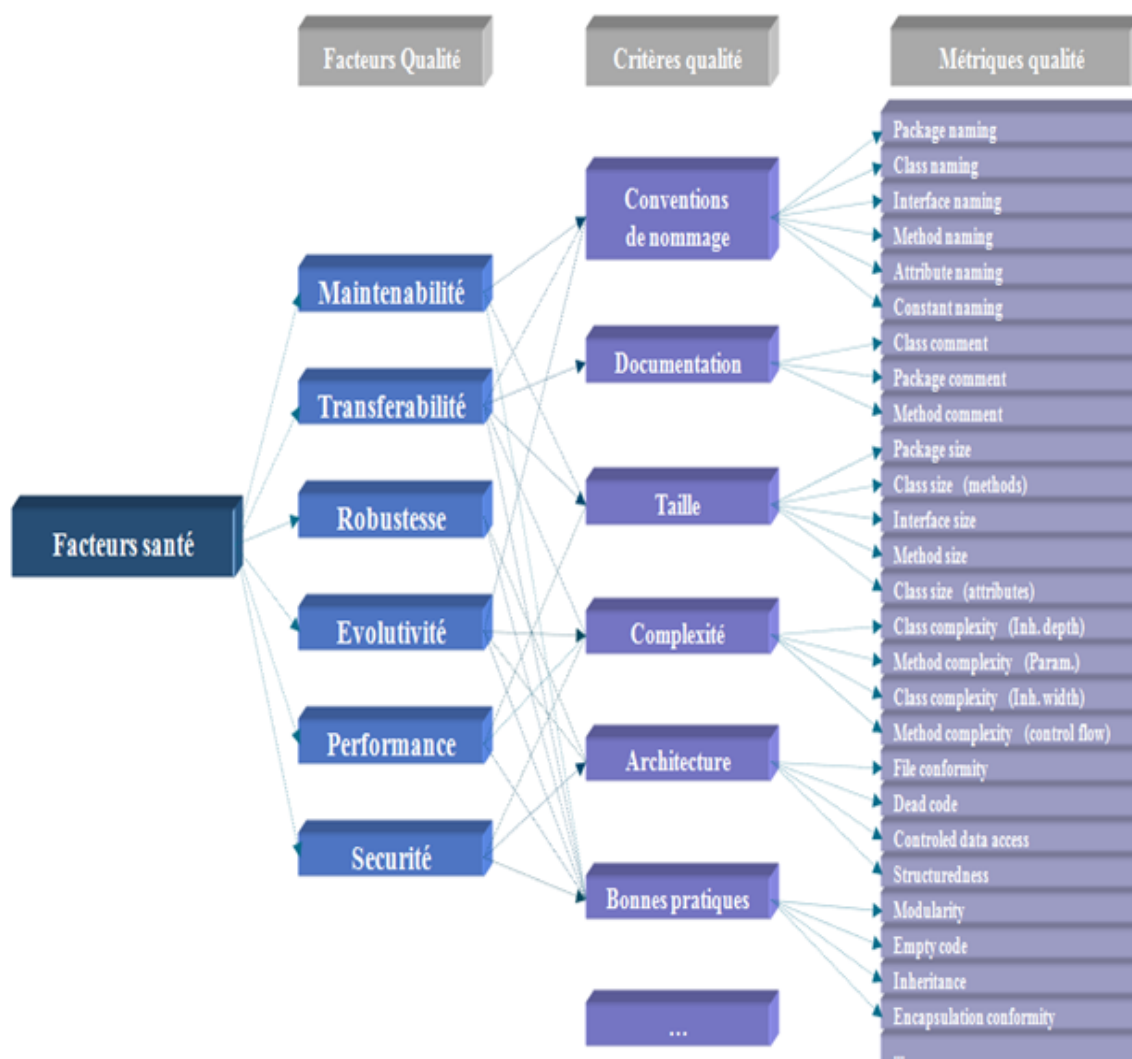 Facteurs Qualité
Critères qualité
Métriques qualité
Facteurs santé
Maintenabilité
Transferabilité
Robustesse
Evolutivité
Performance
Securité
Conventions
de nommage
Documentation
Taille
Complexité
Architecture
Bonnes pratiques
...
Package naming
Class naming
Interface naming
Method naming
Attribute naming
Constant naming
Class comment
Package comment
Method comment
Package size
Class size (methods)
Interface size
Method size
Class size (attributes)
Class complexity (Inh. depth)
Method complexity (Param.)
Class complexity (Inh. width)
Method complexity (control flow)
File conformity
Dead code
Controled data access
Structuredness
Modularity
Empty code
Inheritance
Encapsulation conformity
...